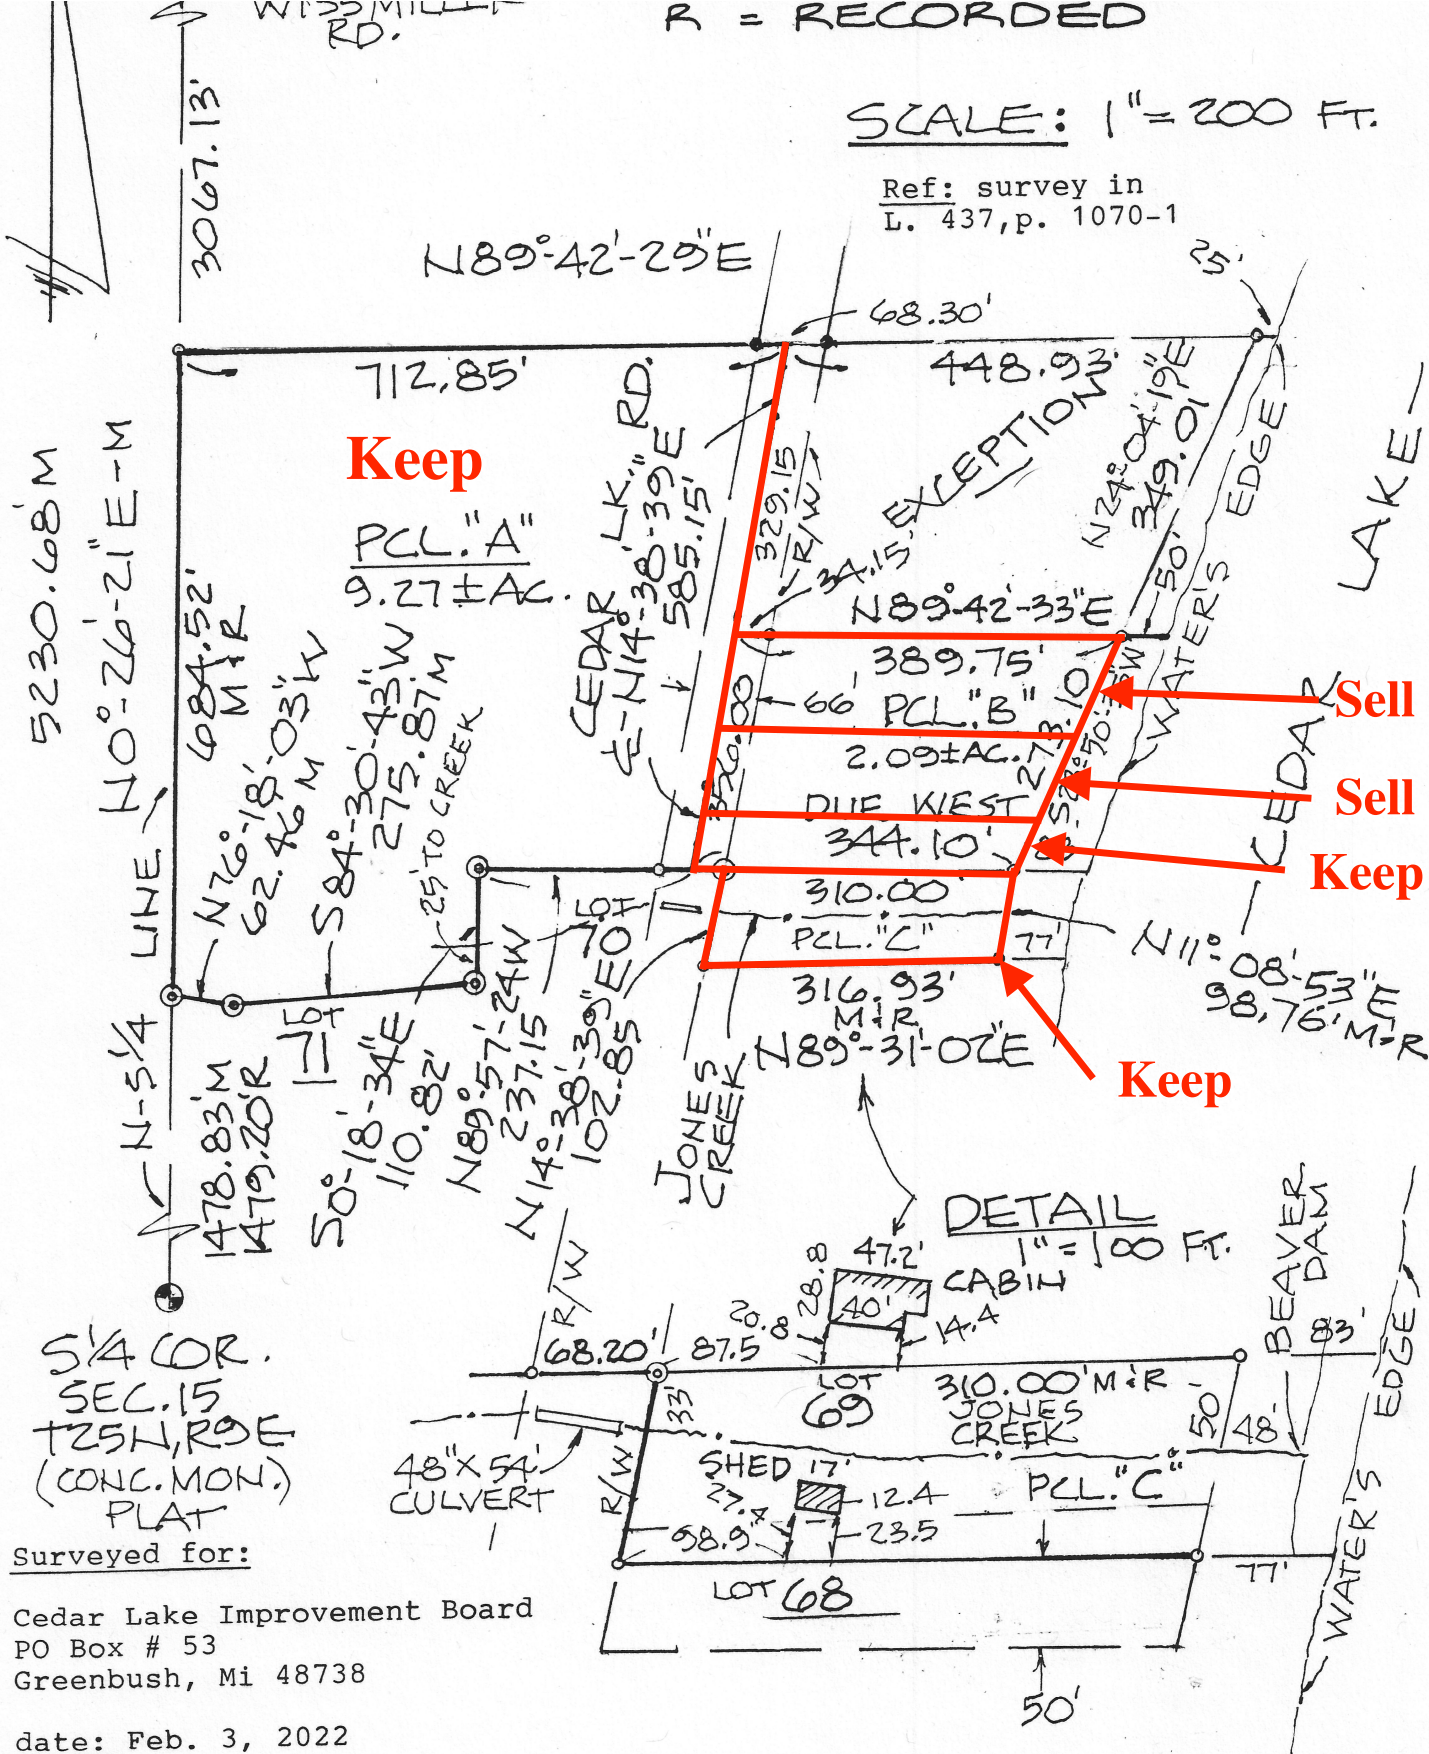 RD.
R = RECORDED
3067.13'
SCALE: 1" = 200 FT.
Ref: survey in
L. 437, p. 1070-1
N89°-42'-29"E
25'
68.30'
712.85'
448.93'
Keep
PCL. "A"
9.27 ± AC.
CEDAR LK. RD.
℄-N14°-38'-39"E
585.15'
329.15
R/W
34.15'
EXCEPTION
N24°-04'-19"E
349.01
EDGE
LAKE
5230.68'M
N0°-26'-21"E-M
684.52'
M&R
N89°-42'-33"E
50'
WATER'S
389.75'
66'
PCL. "B"
2.09±AC.
356.00
273.10
Sell
CEDAR
Sell
DUE WEST
344.10'
Keep
N76°-18'-03"W
62.46 M
S84°-30'-43"W
275.87 M
25' TO CREEK
LINE
N-S 1/4
310.00'
LOT
70
PCL. "C"
77'
N11°-08'-53"E
98.76' M&R
316.93'
M&R
N89°-31'-02"E
Keep
LOT
71
1478.83'M
1479.20'R
S0°-18'-34"E
110.82'
N89°-57'-24"W
237.15
N14°-38'-39"E
102.85
JONES
CREEK
DETAIL
1" = 100 FT.
BEAVER
DAM
R/W
28.8
47.2'
CABIN
40'
20.8
14.4
S 1/4 COR.
SEC. 15
T25N, R9E
(CONC. MON.)
PLAT
68.20'
87.5
83'
EDGE
LOT
69
310.00' M&R
JONES
CREEK
33'
50'
48'
48" X 54'
CULVERT
R/W
SHED 17'
27.4
12.4
PCL. "C"
98.9'
23.5
77'
WATER'S
LOT 68
50'
Surveyed for:
Cedar Lake Improvement Board
PO Box # 53
Greenbush, Mi 48738
date: Feb. 3, 2022